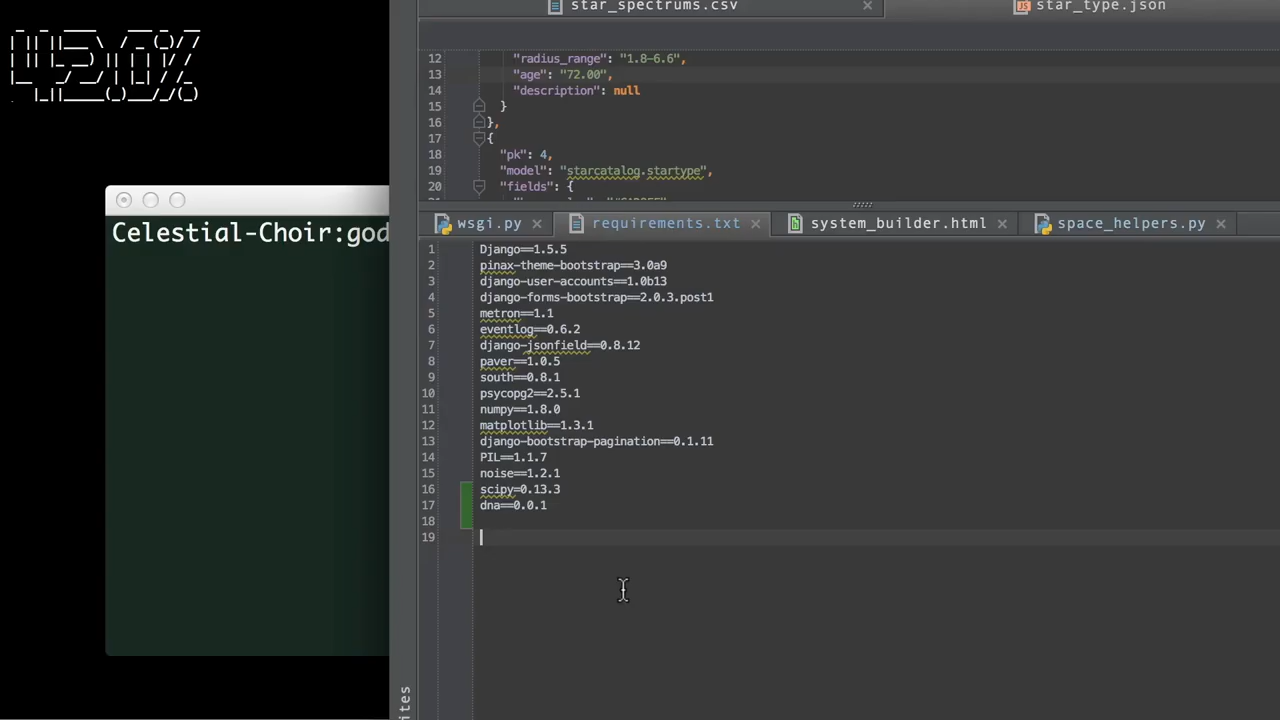 star_spectrums.csv
star_type.json
12 "radius_range": "1.8-6.6",
13 "age": "72.00",
14 "description": null
15 }
16 },
17 {
18 "pk": 4,
19 "model": "starcatalog.startype",
20 "fields": {
wsgi.py
requirements.txt
system_builder.html
space_helpers.py
1 Django==1.5.5
2 pinax-theme-bootstrap==3.0a9
3 django-user-accounts==1.0b13
4 django-forms-bootstrap==2.0.3.post1
5 metron==1.1
6 eventlog==0.6.2
7 django-jsonfield==0.8.12
8 paver==1.0.5
9 south==0.8.1
10 psycopg2==2.5.1
11 numpy==1.8.0
12 matplotlib==1.3.1
13 django-bootstrap-pagination==0.1.11
14 PIL==1.1.7
15 noise==1.2.1
16 scipy=0.13.3
17 dna==0.0.1
18
19
Celestial-Choir:god
ites